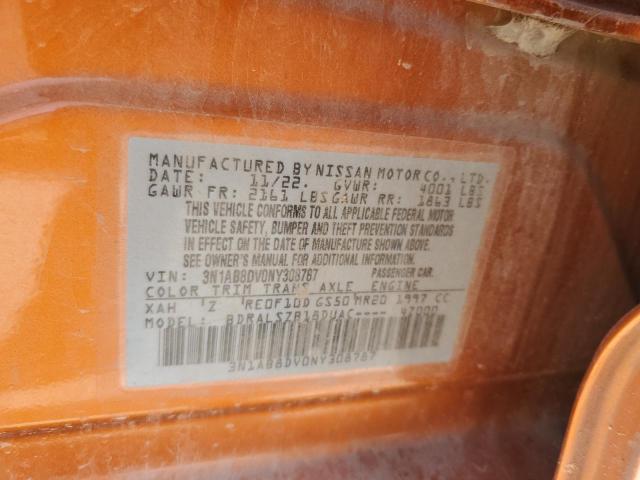 MANUFACTURED BY NISSAN MOTOR CO., LTD.
DATE: 11/22. GVWR: 4001 LBS
GAWR FR: 2161 LBS GAWR RR: 1863 LBS
THIS VEHICLE CONFORMS TO ALL APPLICABLE FEDERAL MOTOR
VEHICLE SAFETY, BUMPER AND THEFT PREVENTION STANDARDS
IN EFFECT ON THE DATE OF MANUFACTURE SHOWN ABOVE.
SEE OWNER'S MANUAL FOR ADDITIONAL INFORMATION.
VIN: 3N1AB8DV0NY308787 PASSENGER CAR.
COLOR TRIM TRANS AXLE ENGINE
XAH 'Z RE0F10D GS50 MR20 1997 CC
MODEL: BDRALSZB18DUAC---- 47000
3N1AB8DV0NY308787